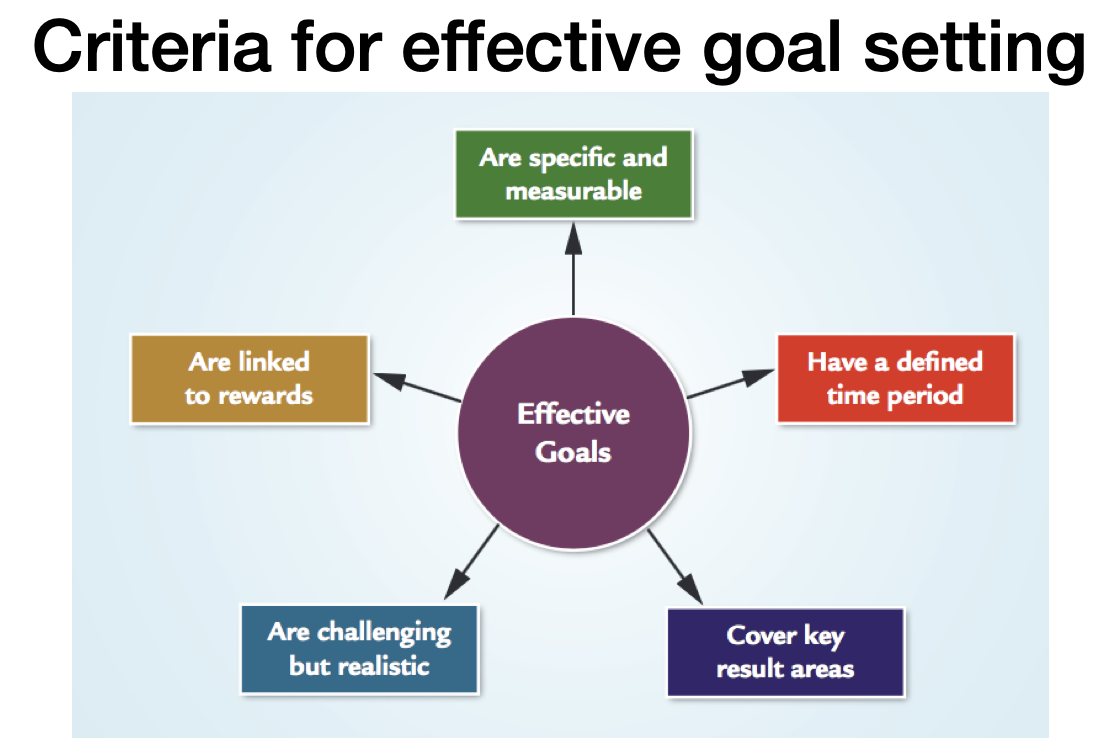 Criteria for effective goal setting
Are specific and
measurable
Are linked
to rewards
Have a defined
time period
Effective
Goals
Are challenging
but realistic
Cover key
result areas